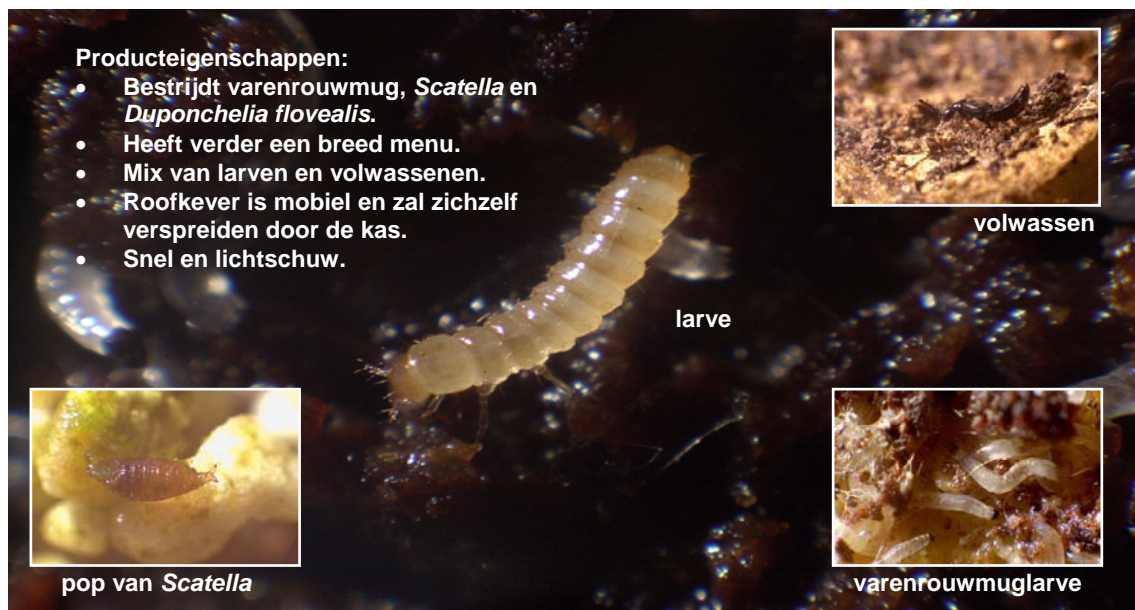 Producteigenschappen:
• Bestrijdt varenrouwmug, Scatella en
Duponchelia flovealis.
• Heeft verder een breed menu.
• Mix van larven en volwassenen.
• Roofkever is mobiel en zal zichzelf
verspreiden door de kas.
• Snel en lichtschuw.
volwassen
larve
pop van Scatella
varenrouwmuglarve